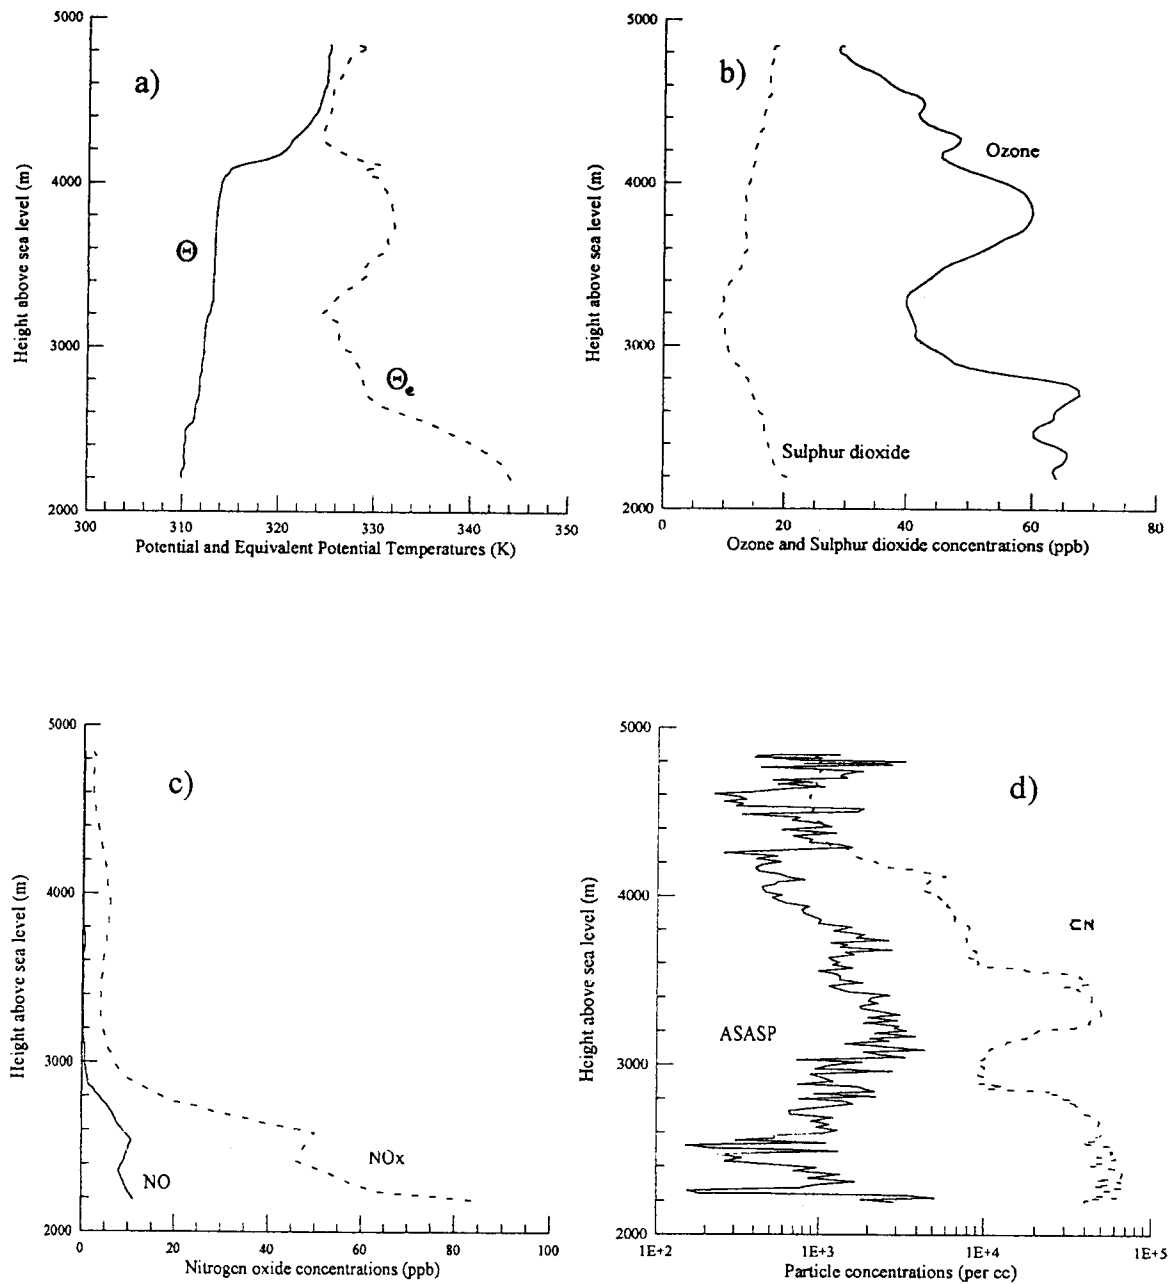 5000
4000
3000
2000
Height above sea level (m)
a)
Θ
Θe
300 310 320 330 340 350
Potential and Equivalent Potential Temperatures (K)
5000
4000
3000
2000
Height above sea level (m)
b)
Ozone
Sulphur dioxide
0 20 40 60 80
Ozone and Sulphur dioxide concentrations (ppb)
5000
4000
3000
2000
Height above sea level (m)
c)
NOx
NO
0 20 40 60 80 100
Nitrogen oxide concentrations (ppb)
5000
4000
3000
2000
Height above sea level (m)
d)
CN
ASASP
1E+2 1E+3 1E+4 1E+5
Particle concentrations (per cc)